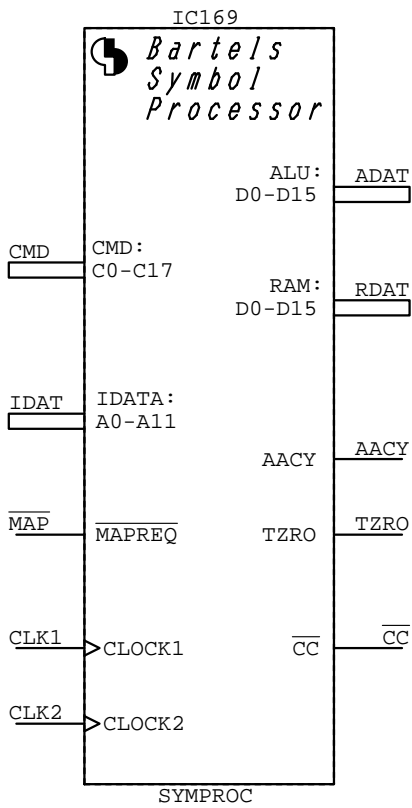 IC169
Bartels
Symbol
Processor
ALU:
D0-D15
ADAT
CMD
CMD:
C0-C17
RAM:
D0-D15
RDAT
IDAT
IDATA:
A0-A11
AACY
AACY
MAP
MAPREQ
TZRO
TZRO
CLK1
CLOCK1
CC
CC
CLK2
CLOCK2
SYMPROC